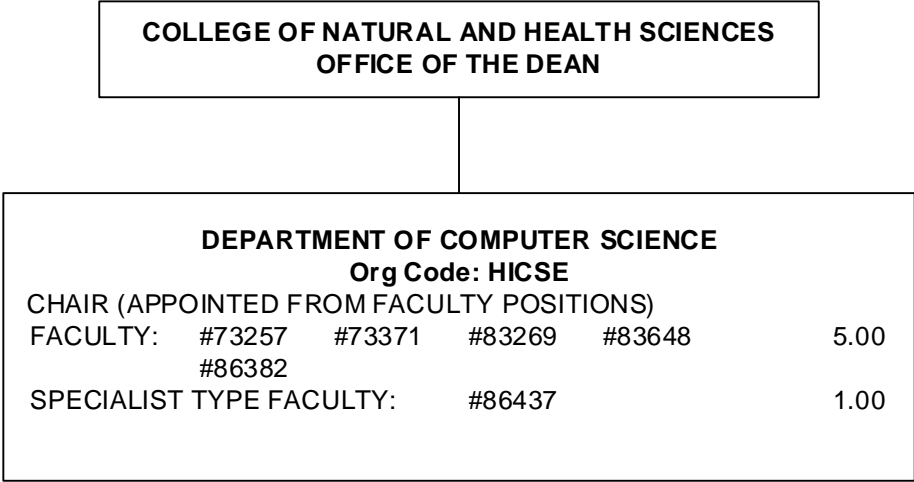 COLLEGE OF NATURAL AND HEALTH SCIENCES
OFFICE OF THE DEAN
DEPARTMENT OF COMPUTER SCIENCE
Org Code: HICSE
CHAIR (APPOINTED FROM FACULTY POSITIONS)
FACULTY: #73257 #73371 #83269 #83648 5.00
#86382
SPECIALIST TYPE FACULTY: #86437 1.00